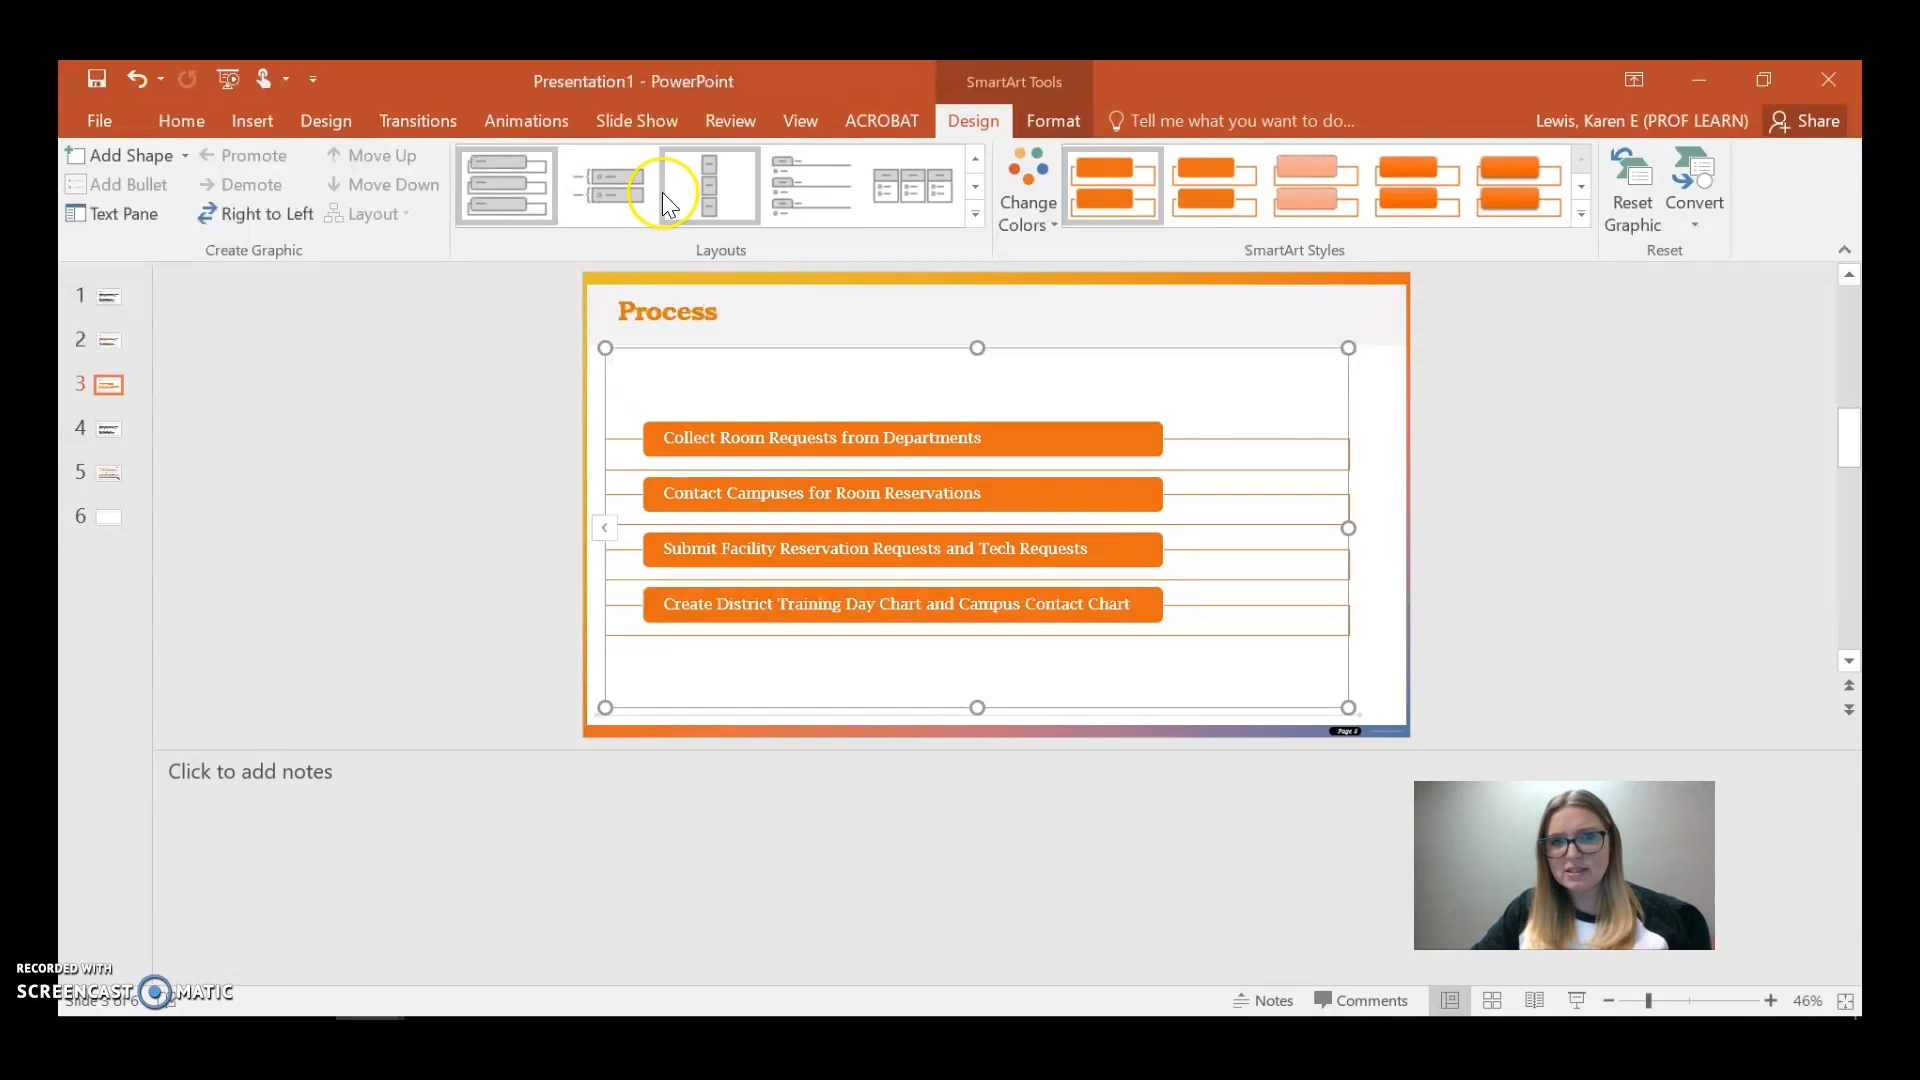 Presentation1 - PowerPoint
SmartArt Tools
File Home Insert Design Transitions Animations Slide Show Review View ACROBAT Design Format Tell me what you want to do... Lewis, Karen E (PROF LEARN) Share
Add Shape Promote Move Up
Add Bullet Demote Move Down
Text Pane Right to Left Layout
Create Graphic
Layouts
Change Colors
SmartArt Styles
Reset Graphic
Convert
Reset
1
2
3
4
5
6
Process
Collect Room Requests from Departments
Contact Campuses for Room Reservations
Submit Facility Reservation Requests and Tech Requests
Create District Training Day Chart and Campus Contact Chart
Click to add notes
RECORDED WITH
SCREENCAST MATIC
Slide 3 of 6
Notes Comments 46%